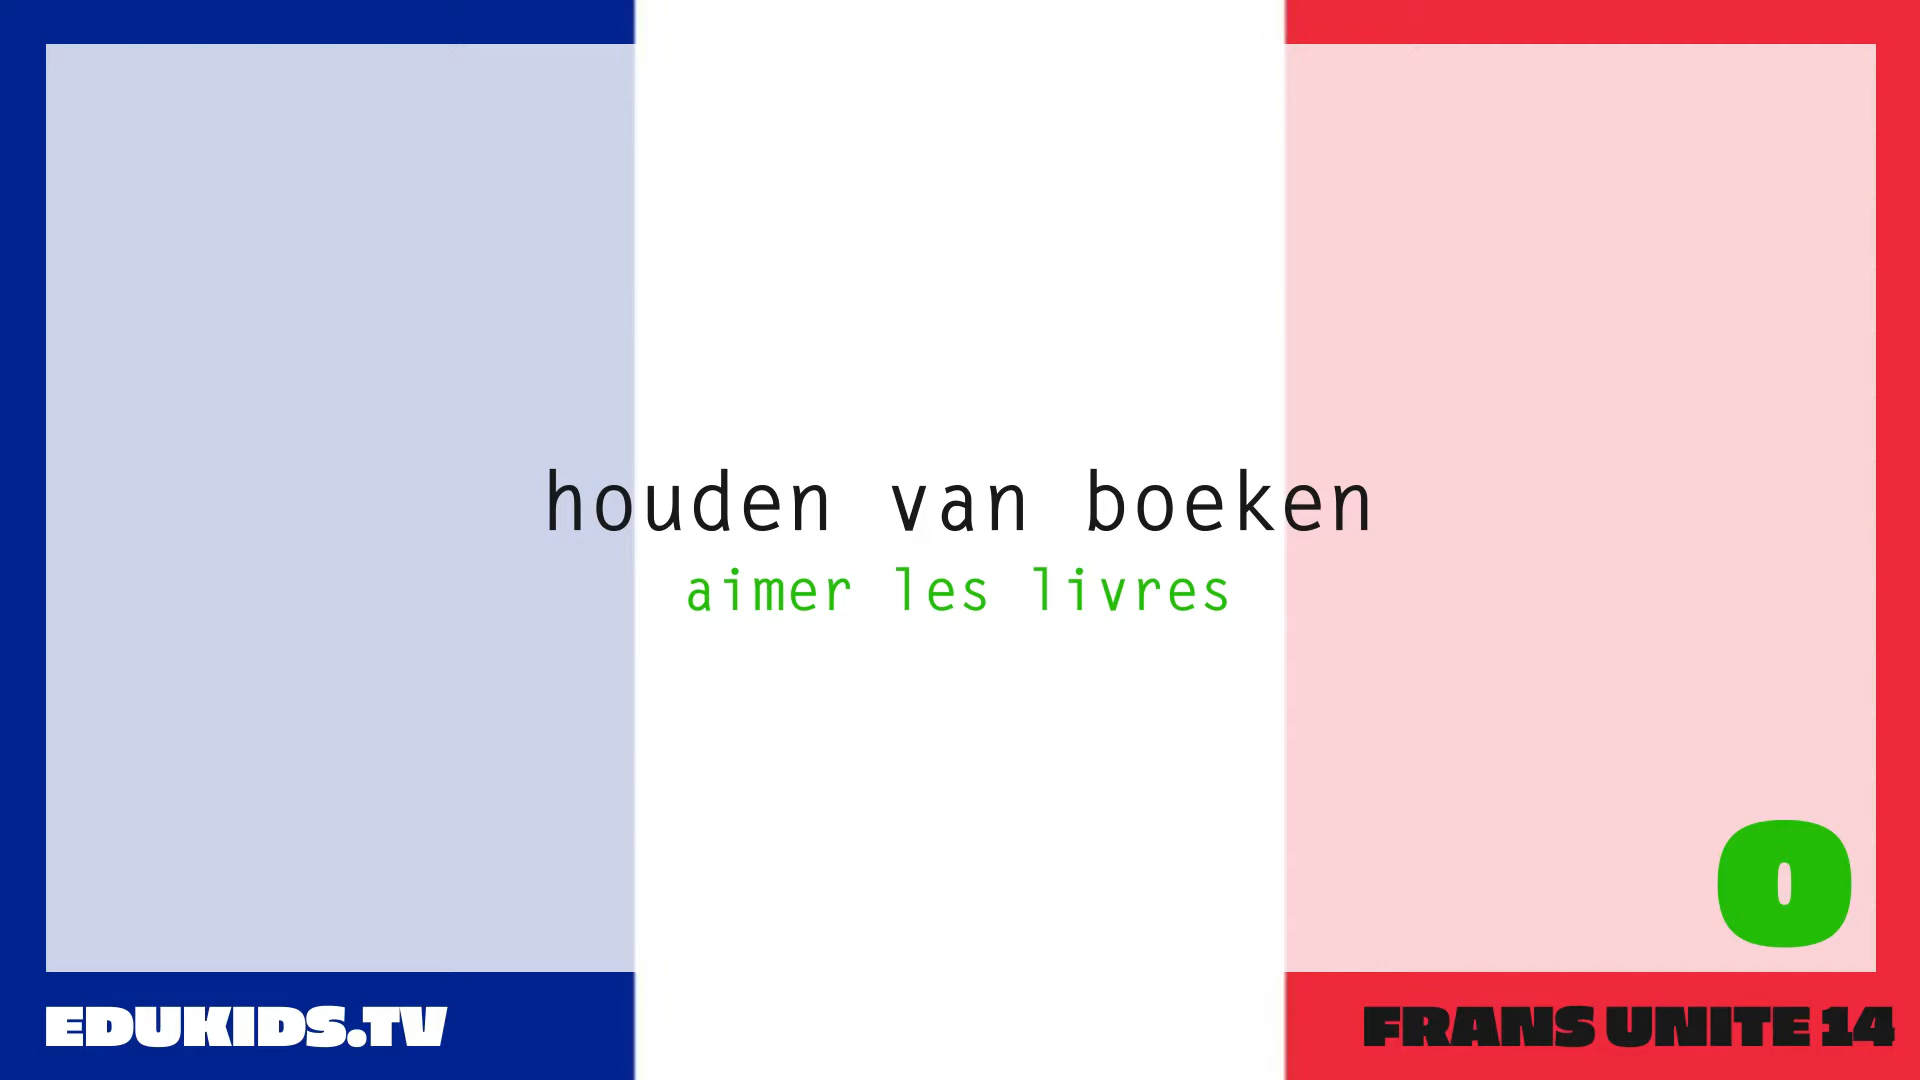 houden van boeken
aimer les livres
0
EDUKIDS.TV
FRANS UNITE 14